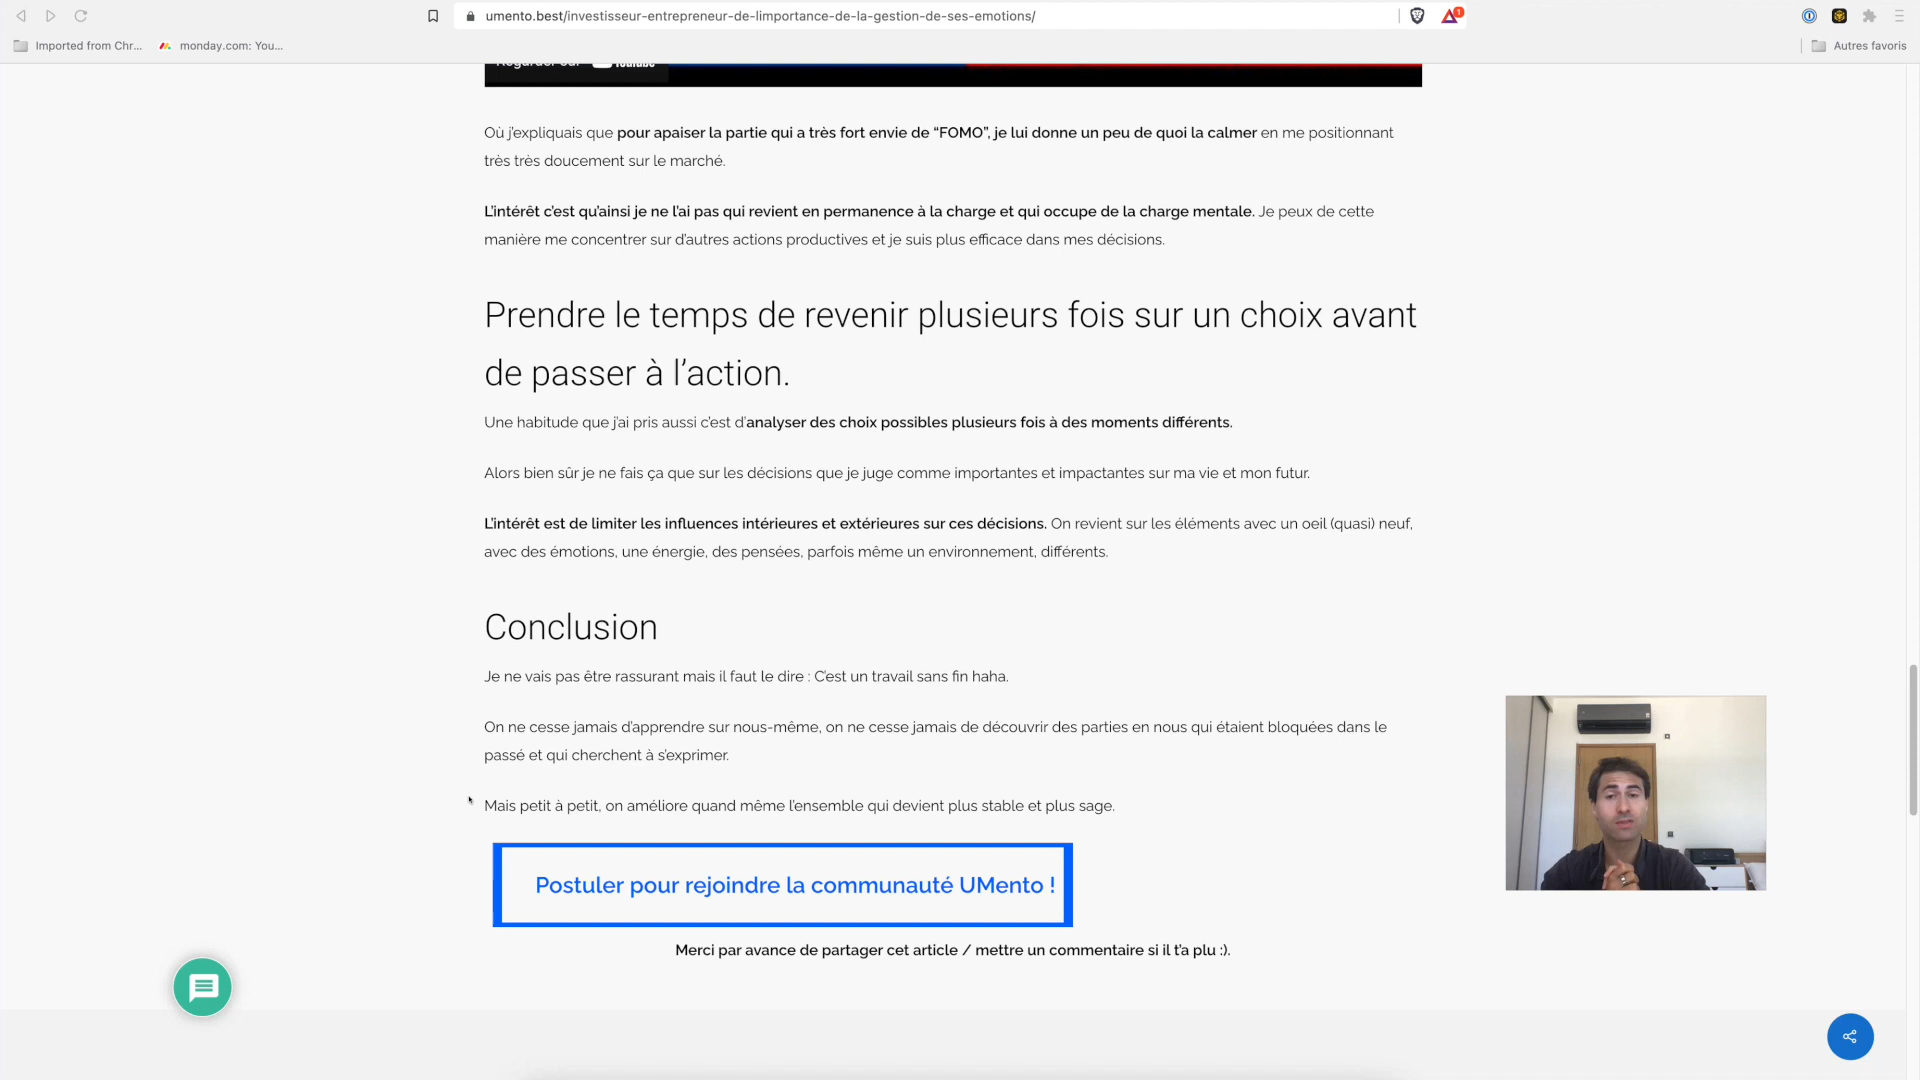 umento.best/investisseur-entrepreneur-de-limportance-de-la-gestion-de-ses-emotions/
1
Imported from Chr...
monday.com: You...
Autres favoris
Regarder sur YouTube
Où j'expliquais que pour apaiser la partie qui a très fort envie de “FOMO”, je lui donne un peu de quoi la calmer en me positionnant
très très doucement sur le marché.
L'intérêt c'est qu'ainsi je ne l'ai pas qui revient en permanence à la charge et qui occupe de la charge mentale. Je peux de cette
manière me concentrer sur d'autres actions productives et je suis plus efficace dans mes décisions.
Prendre le temps de revenir plusieurs fois sur un choix avant
de passer à l’action.
Une habitude que j'ai pris aussi c'est d'analyser des choix possibles plusieurs fois à des moments différents.
Alors bien sûr je ne fais ça que sur les décisions que je juge comme importantes et impactantes sur ma vie et mon futur.
L'intérêt est de limiter les influences intérieures et extérieures sur ces décisions. On revient sur les éléments avec un oeil (quasi) neuf,
avec des émotions, une énergie, des pensées, parfois même un environnement, différents.
Conclusion
Je ne vais pas être rassurant mais il faut le dire : C'est un travail sans fin haha.
On ne cesse jamais d'apprendre sur nous-même, on ne cesse jamais de découvrir des parties en nous qui étaient bloquées dans le
passé et qui cherchent à s'exprimer.
Mais petit à petit, on améliore quand même l'ensemble qui devient plus stable et plus sage.
Postuler pour rejoindre la communauté UMento !
Merci par avance de partager cet article / mettre un commentaire si il t'a plu :).